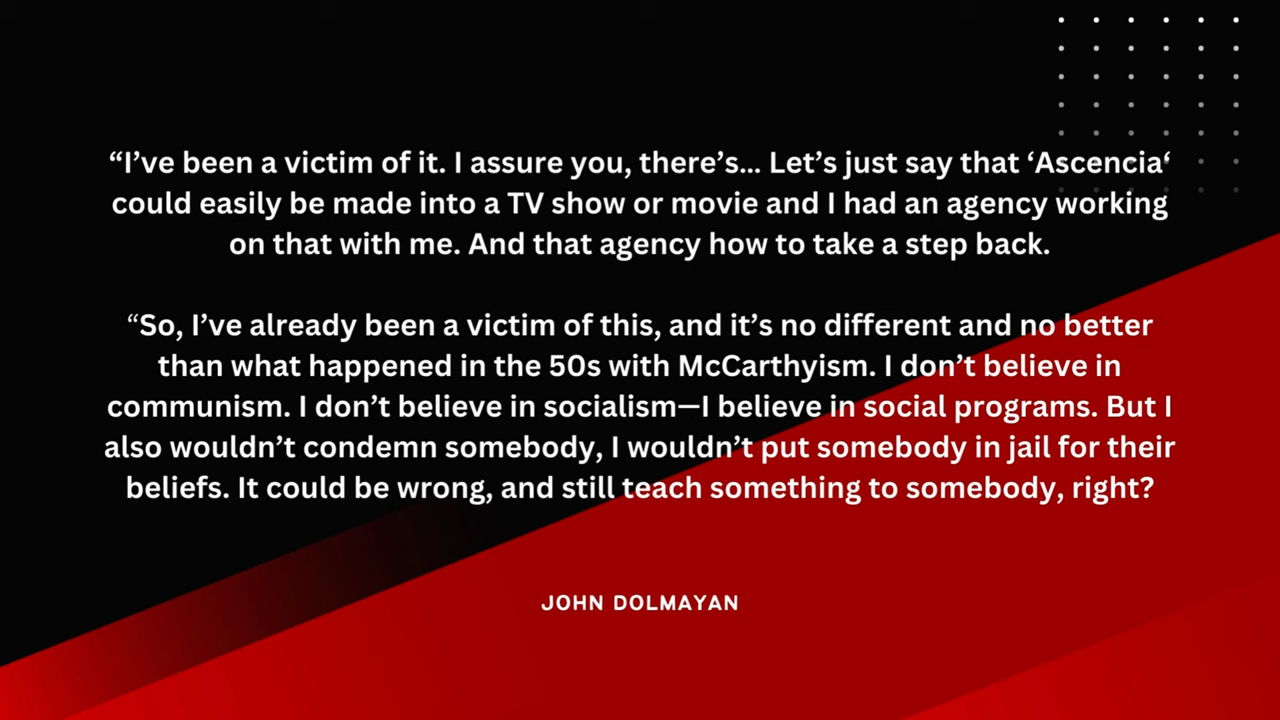 “I’ve been a victim of it. I assure you, there’s... Let’s just say that ‘Ascencia‘
could easily be made into a TV show or movie and I had an agency working
on that with me. And that agency how to take a step back.
“So, I’ve already been a victim of this, and it’s no different and no better
than what happened in the 50s with McCarthyism. I don’t believe in
communism. I don’t believe in socialism—I believe in social programs. But I
also wouldn’t condemn somebody, I wouldn’t put somebody in jail for their
beliefs. It could be wrong, and still teach something to somebody, right?
JOHN DOLMAYAN